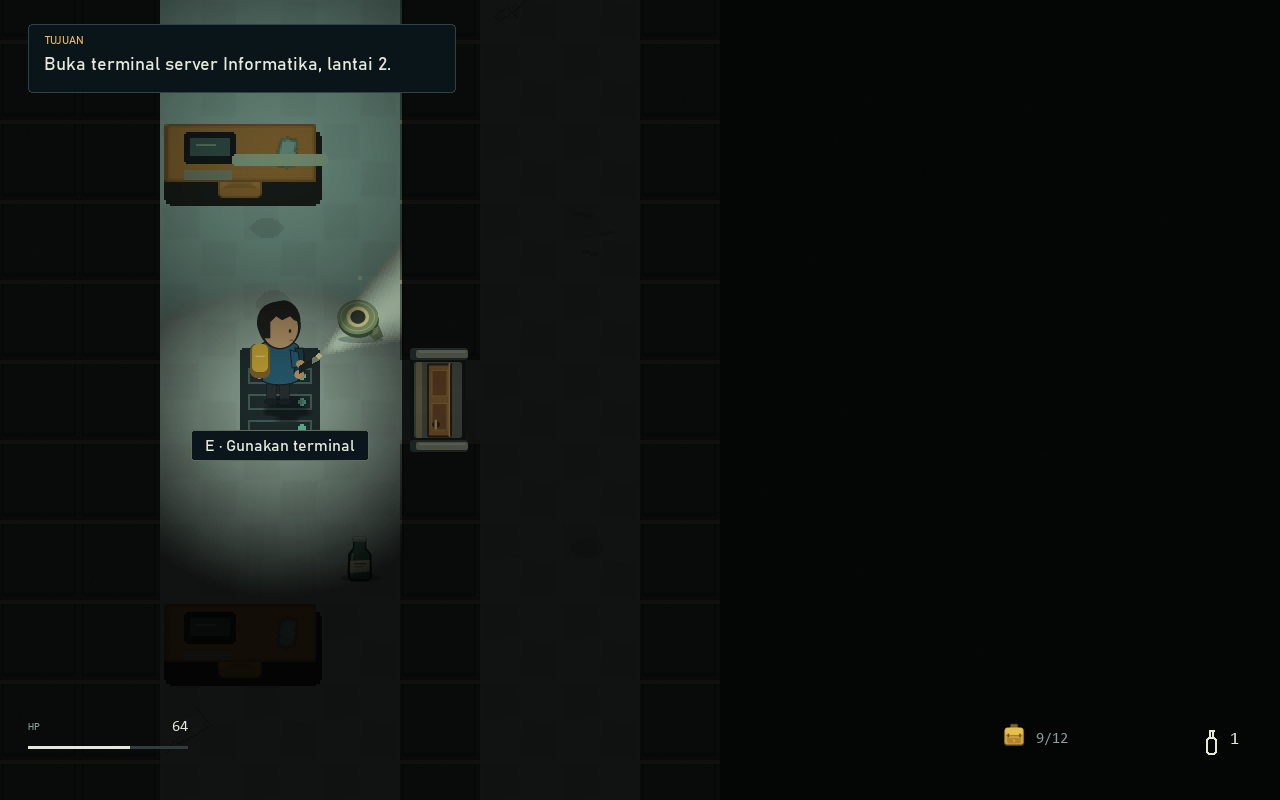 TUJUAN
Buka terminal server Informatika, lantai 2.
E · Gunakan terminal
HP
64
9/12
1